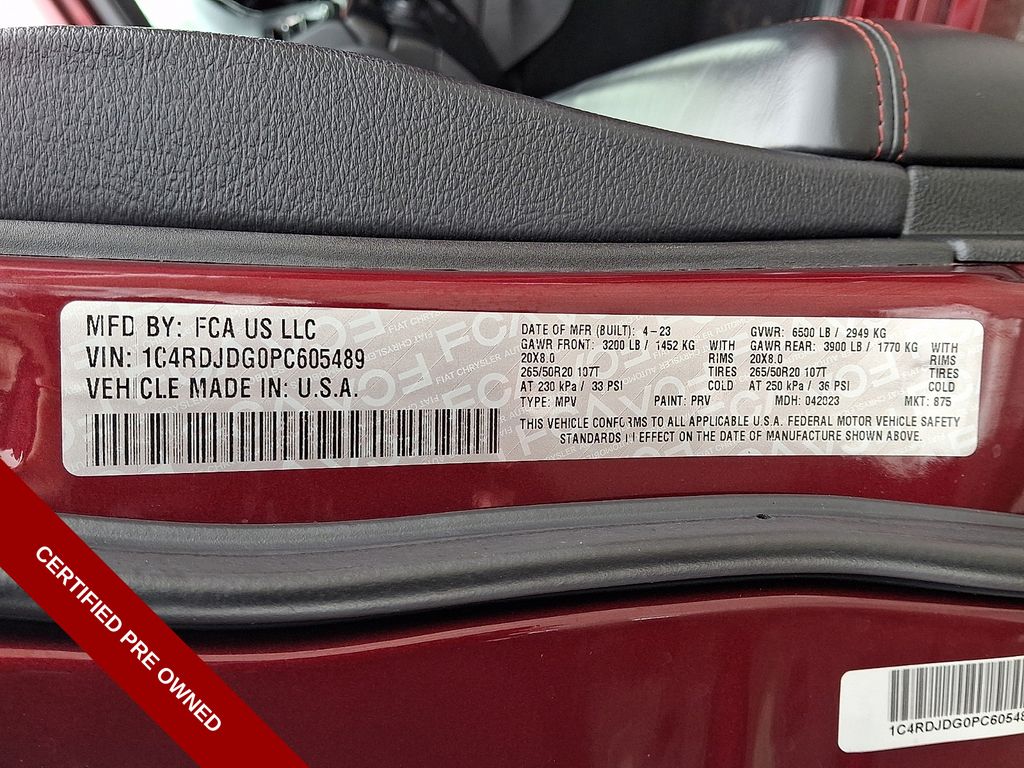 MFD BY: FCA US LLC
VIN: 1C4RDJDG0PC605489
VEHICLE MADE IN: U.S.A.
DATE OF MFR (BUILT): 4-23 GVWR: 6500 LB / 2949 KG
GAWR FRONT: 3200 LB / 1452 KG WITH GAWR REAR: 3900 LB / 1770 KG WITH
20X8.0 RIMS 20X8.0 RIMS
265/50R20 107T TIRES 265/50R20 107T TIRES
AT 230 kPa / 33 PSI COLD AT 250 kPa / 36 PSI COLD
TYPE: MPV PAINT: PRV MDH: 042023 MKT: 875
THIS VEHICLE CONFORMS TO ALL APPLICABLE U.S.A. FEDERAL MOTOR VEHICLE SAFETY
STANDARDS IN EFFECT ON THE DATE OF MANUFACTURE SHOWN ABOVE.
CERTIFIED PRE OWNED
1C4RDJDG0PC60548